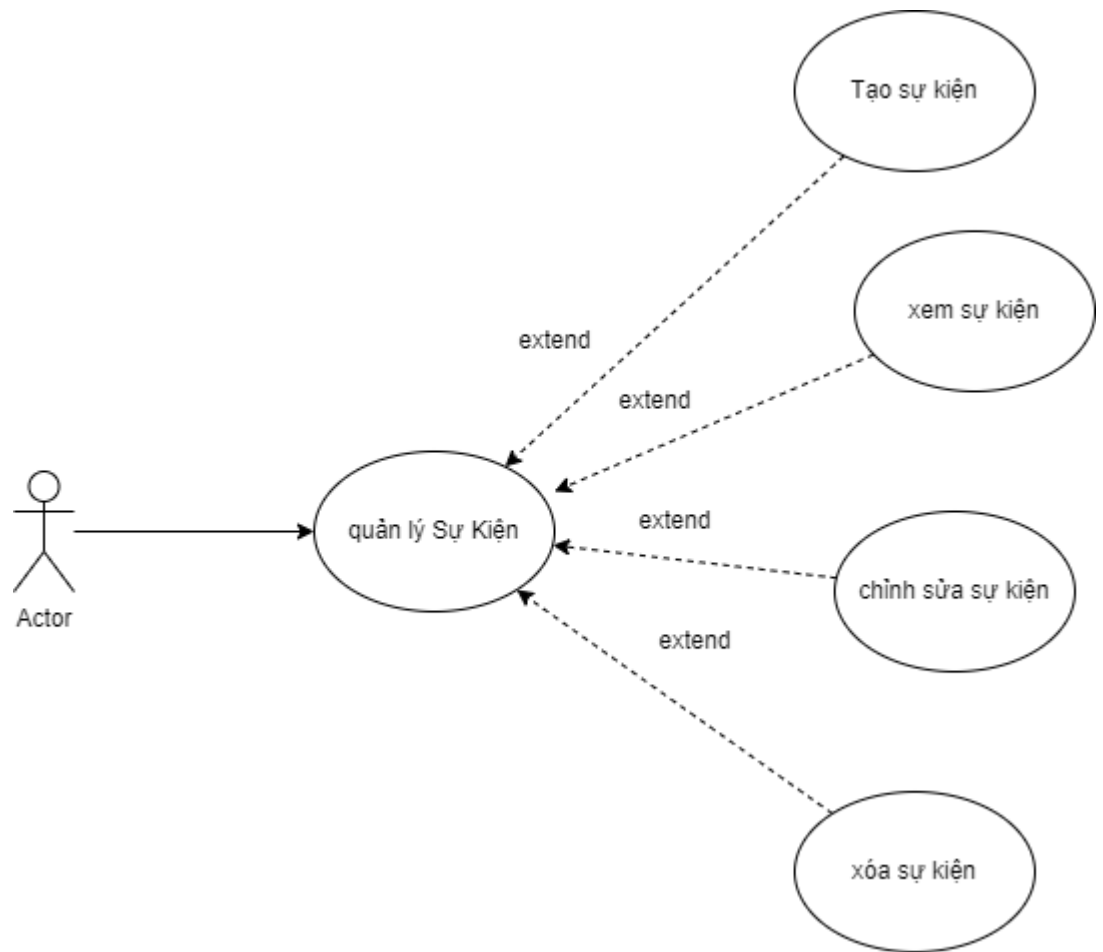 Tạo sự kiện
xem sự kiện
extend
extend
extend
quản lý Sự Kiện
chỉnh sửa sự kiện
Actor
extend
xóa sự kiện